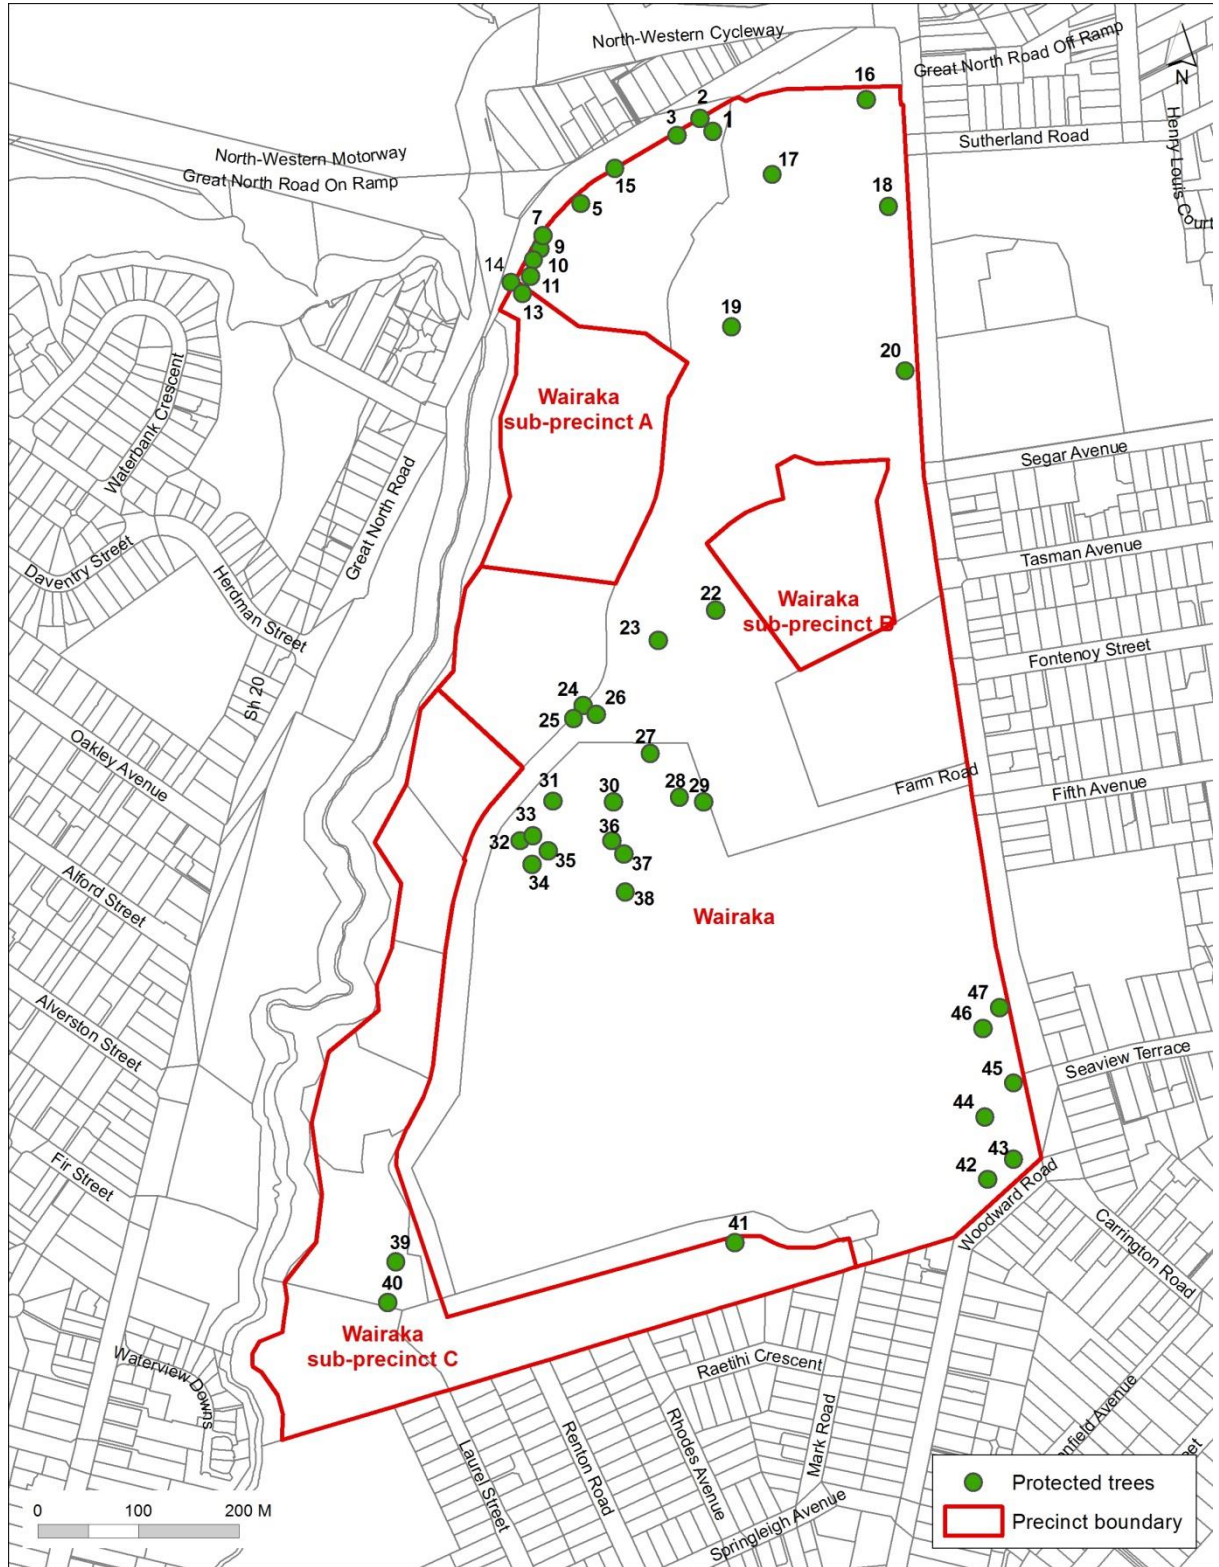 North-Western Cycleway
Great North Road Off Ramp
N
16
2
3
1
Sutherland Road
Henry Louis Court
North-Western Motorway
Great North Road On Ramp
15
17
5
18
7
9
10
14
11
13
19
20
Wairaka
sub-precinct A
Waterbank Crescent
Great North Road
Segar Avenue
Daventry Street
Herdman Street
Tasman Avenue
22
Wairaka
sub-precinct B
23
Fontenoy Street
Sh 20
24
26
25
Oakley Avenue
27
Farm Road
Fifth Avenue
31
30
28
29
33
32
36
35
37
34
38
Alford Street
Wairaka
Alverston Street
47
46
Seaview Terrace
45
44
43
42
Fir Street
Woodward Road
Carrington Road
41
39
40
Wairaka
sub-precinct C
Waterview Downs
Raetihi Crescent
Laurel Street
Renton Road
Rhodes Avenue
Mark Road
Springleigh Avenue
enfield Avenue
eet
0 100 200 M
Protected trees
Precinct boundary